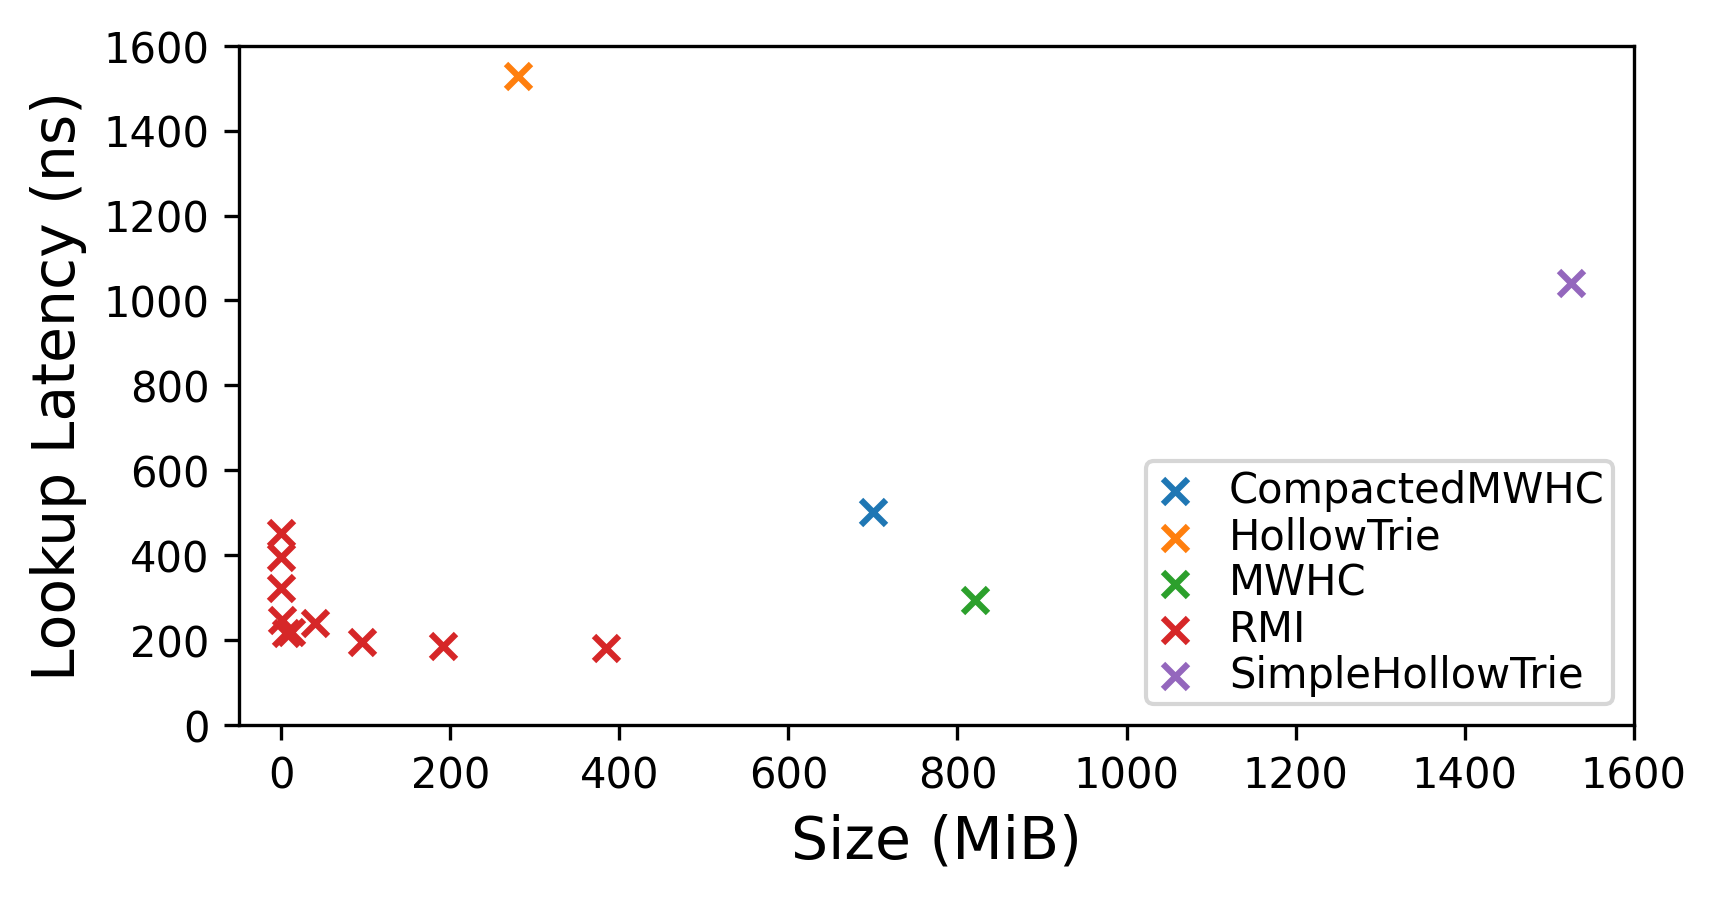 Lookup Latency (ns)
1600
1400
1200
1000
800
600
400
200
0
CompactedMWHC
HollowTrie
MWHC
RMI
SimpleHollowTrie
0 200 400 600 800 1000 1200 1400 1600
Size (MiB)